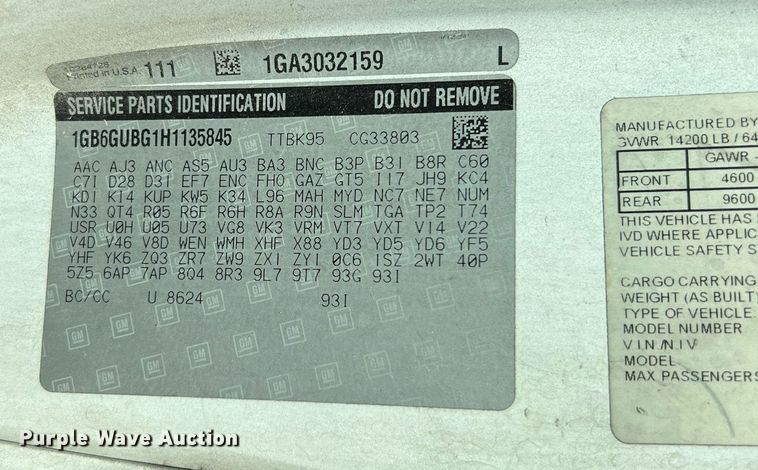 Printed in U.S.A. 111 1GA3032159 L
SERVICE PARTS IDENTIFICATION DO NOT REMOVE
1GB6GUBG1H1135845 TTBK95 CG33803
AAC AJ3 ANC AS5 AU3 BA3 BNC B3P B3I B8R C60
C7I D28 D3I EF7 ENC FHO GAZ GT5 II7 JH9 KC4
KDI KI4 KUP KW5 K34 L96 MAH MYD NC7 NE7 NUM
N33 QT4 R05 R6F R6H R8A R9N SLM TGA TP2 T74
USR U0H U05 U73 VG8 VK3 VRM VT7 VXT VI4 V22
V4D V46 V8D WEN WMH XHF X88 YD3 YD5 YD6 YF5
YHF YK6 ZQ3 ZR7 ZW9 ZXI ZYI 0C6 ISZ 2WT 40P
5Z5 6AP 7AP 8Q4 8R3 9L7 9T7 93G 93I
BC/CC U 8624 93I
MANUFACTURED BY
GVWR: 14200 LB / 64
GAWR -
FRONT 4600
REAR 9600
THIS VEHICLE HAS
IVD WHERE APPLIC
VEHICLE SAFETY S
CARGO CARRYING
WEIGHT (AS BUILT)
TYPE OF VEHICLE
MODEL NUMBER
V.I.N./N.I.V
MODEL
MAX PASSENGERS
Purple Wave Auction